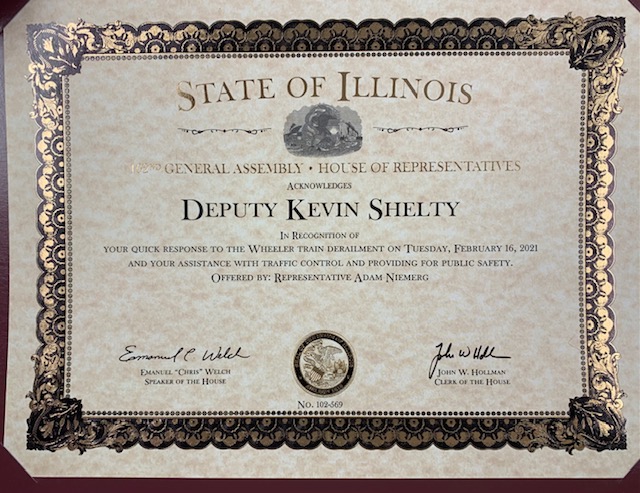 STATE OF ILLINOIS
102ND GENERAL ASSEMBLY • HOUSE OF REPRESENTATIVES
ACKNOWLEDGES
DEPUTY KEVIN SHELTY
IN RECOGNITION OF
YOUR QUICK RESPONSE TO THE WHEELER TRAIN DERAILMENT ON TUESDAY, FEBRUARY 16, 2021
AND YOUR ASSISTANCE WITH TRAFFIC CONTROL AND PROVIDING FOR PUBLIC SAFETY.
OFFERED BY: REPRESENTATIVE ADAM NIEMERG
Emanuel C Welch
John W Hollman
EMANUEL "CHRIS" WELCH
JOHN W. HOLLMAN
SPEAKER OF THE HOUSE
CLERK OF THE HOUSE
NO. 102-569